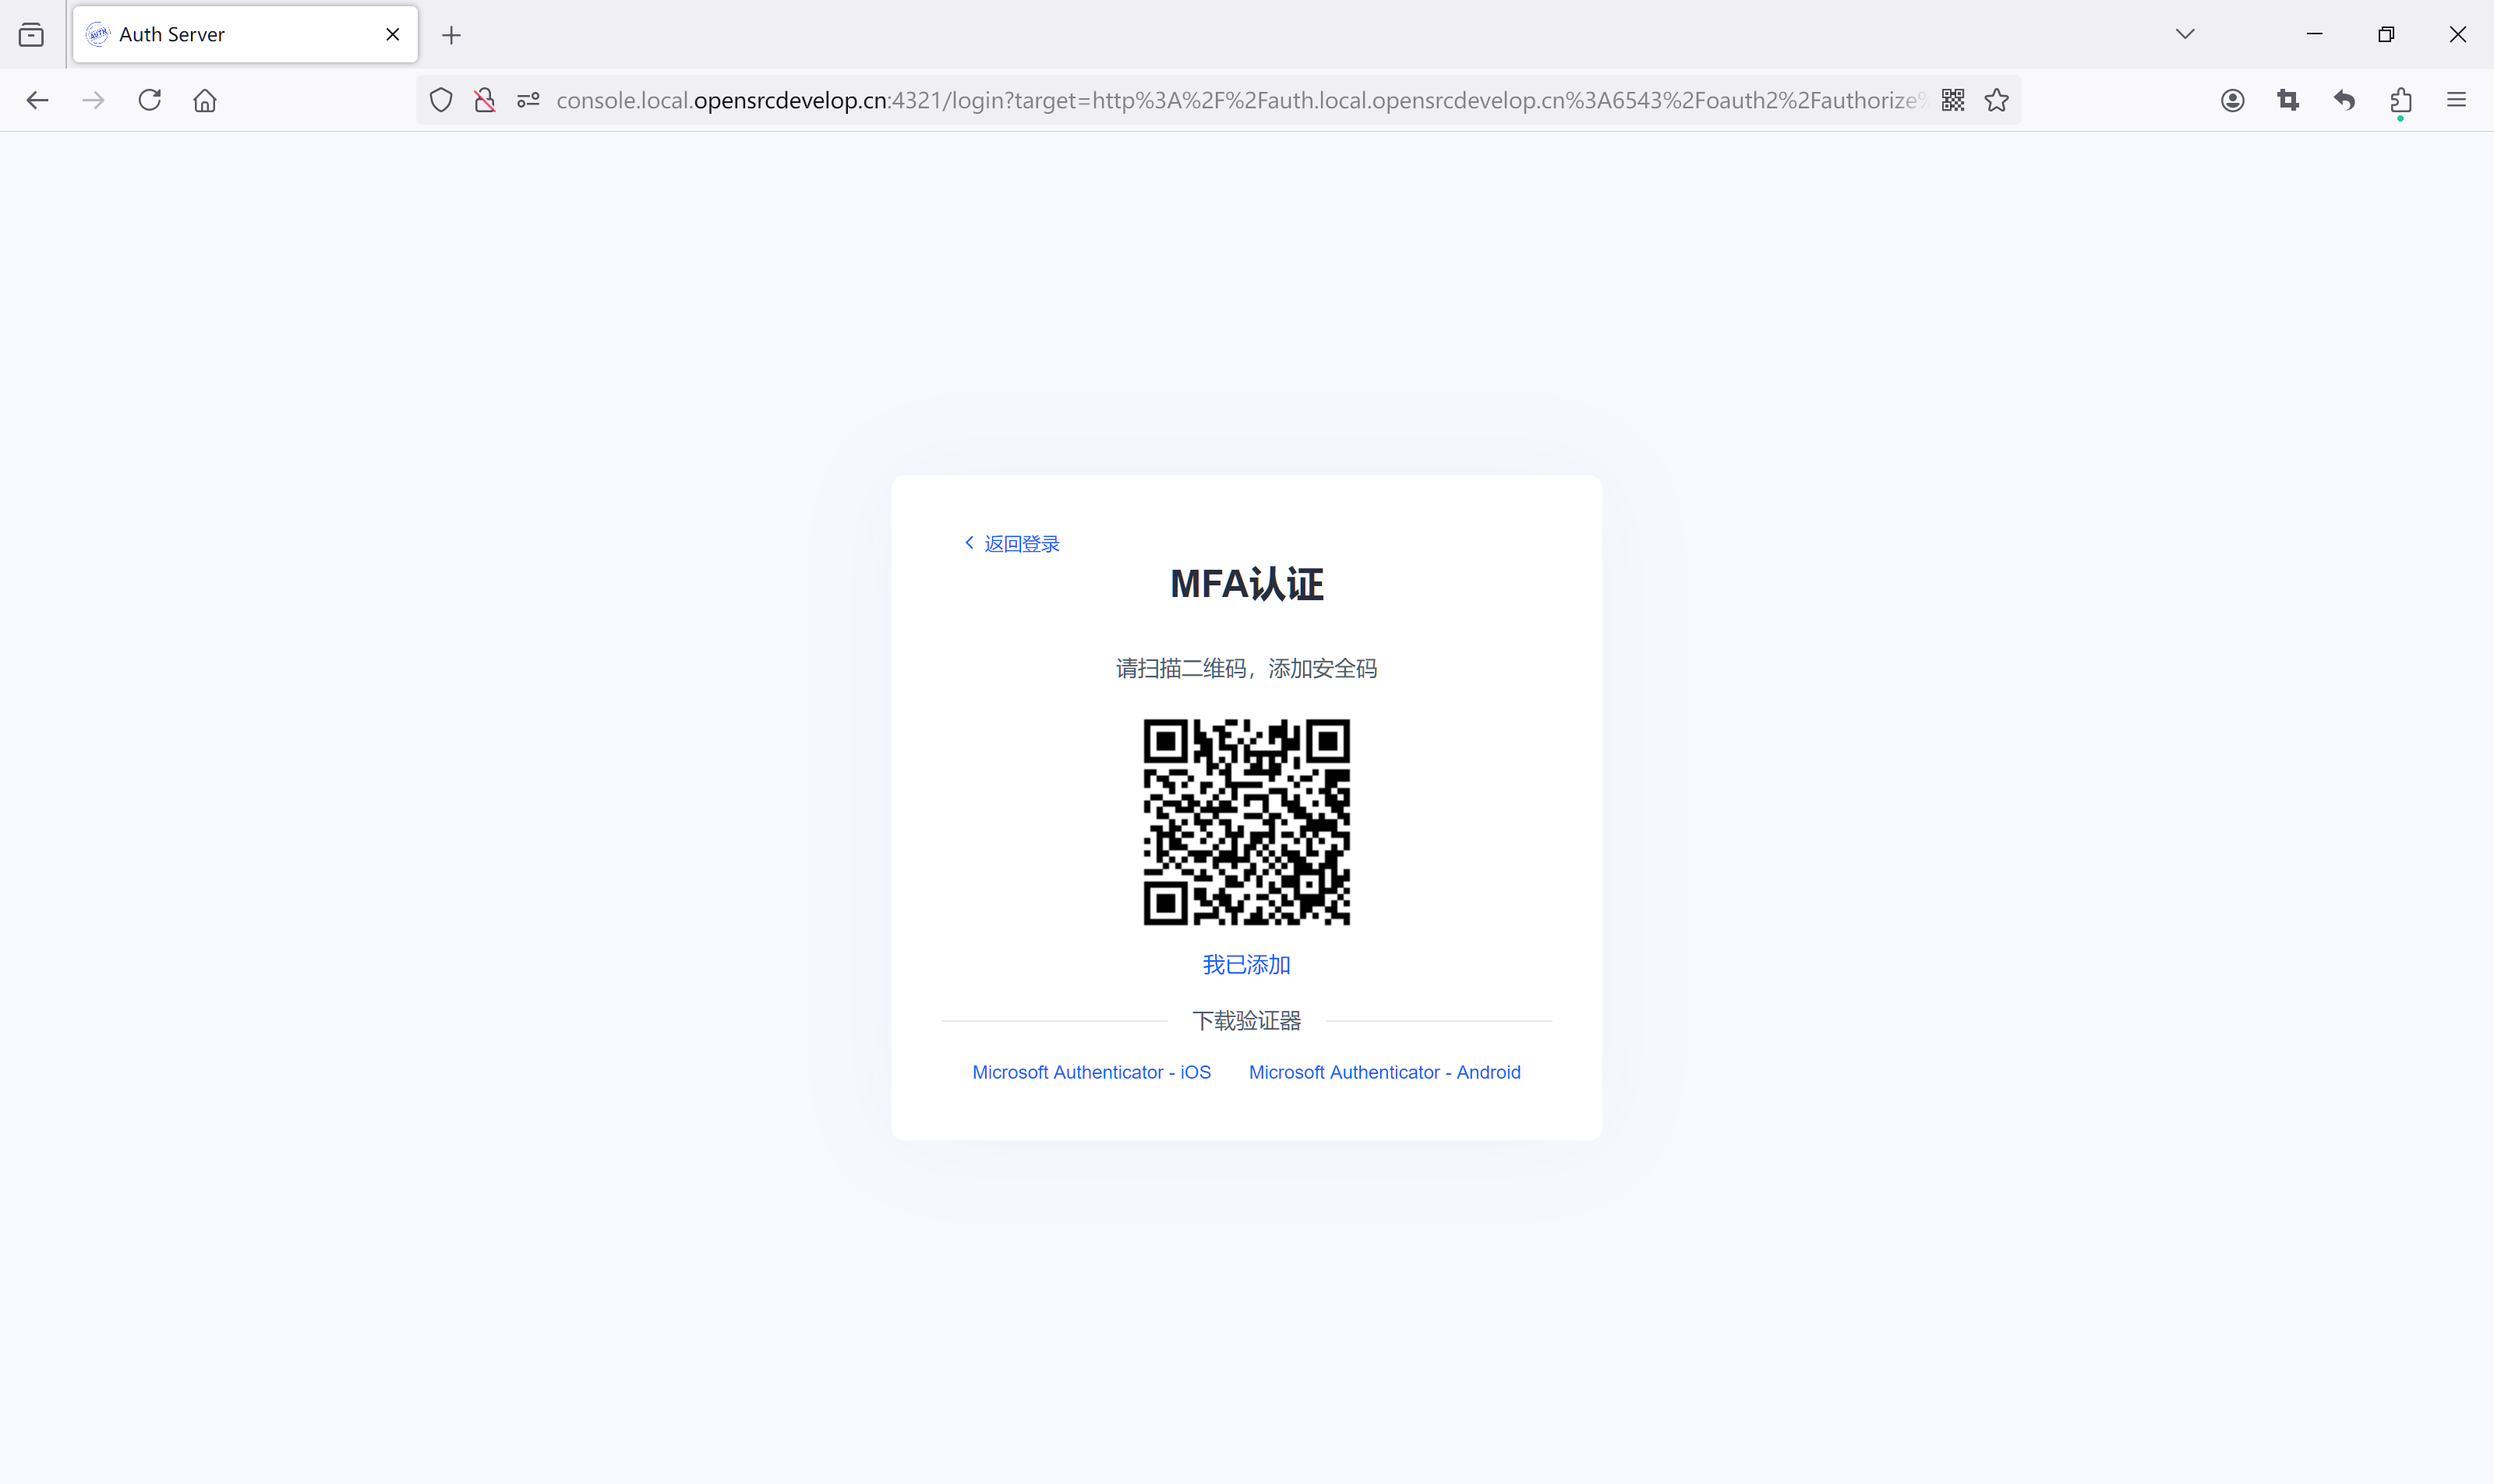 Auth Server
console.local.opensrcdevelop.cn:4321/login?target=http%3A%2F%2Fauth.local.opensrcdevelop.cn%3A6543%2Foauth2%2Fauthorize%
返回登录
MFA认证
请扫描二维码，添加安全码
我已添加
下载验证器
Microsoft Authenticator - iOS Microsoft Authenticator - Android